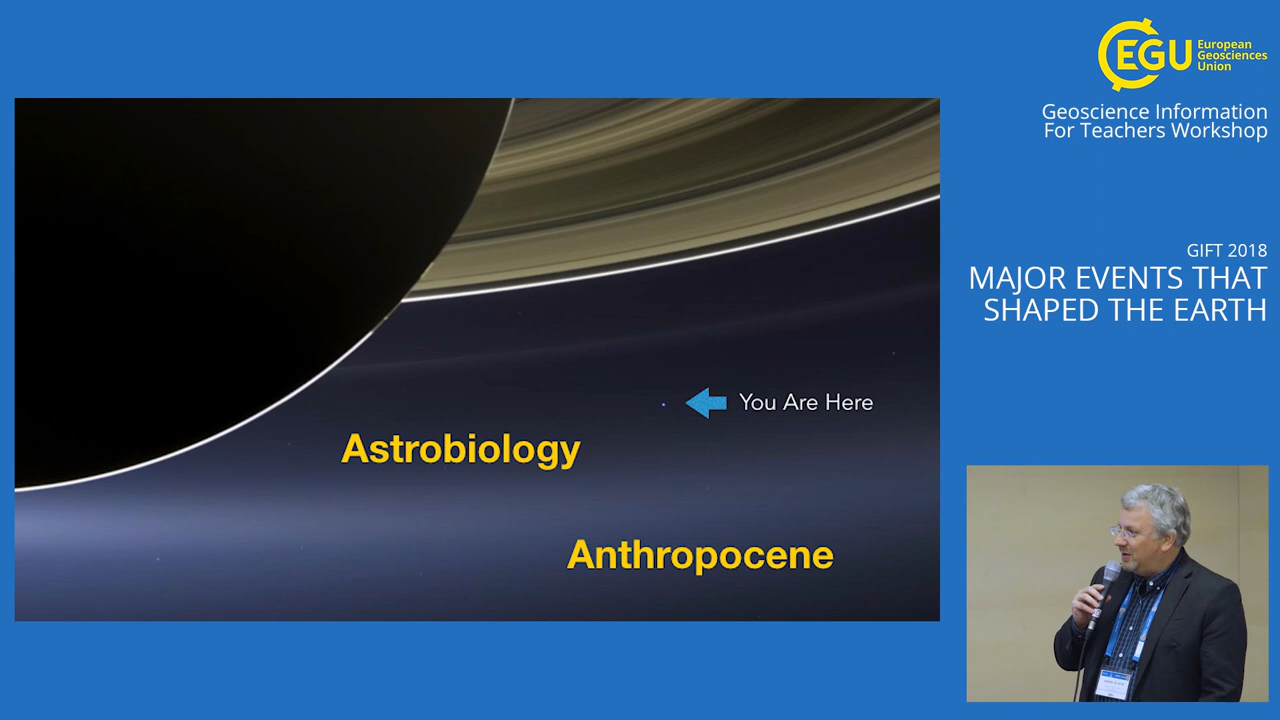 EGU
European
Geosciences
Union
Geoscience Information
For Teachers Workshop
GIFT 2018
MAJOR EVENTS THAT
SHAPED THE EARTH
You Are Here
Astrobiology
Anthropocene